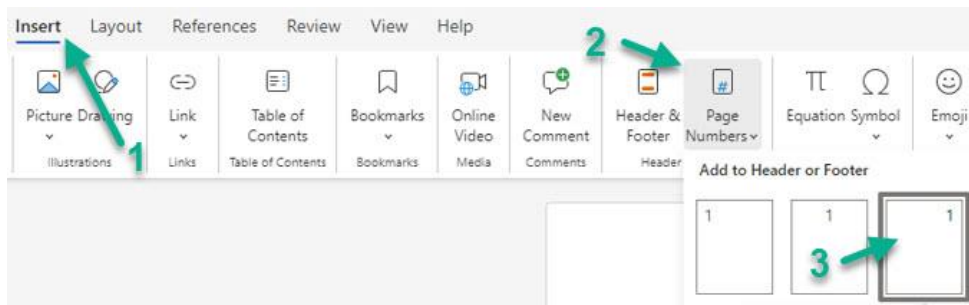 Insert Layout References Review View Help
2
Picture Drawing Link Table of Contents Bookmarks Online Video New Comment Header & Footer Page Numbers Equation Symbol Emoji
1
Illustrations Links Table of Contents Bookmarks Media Comments Header
Add to Header or Footer
1 1 1
3